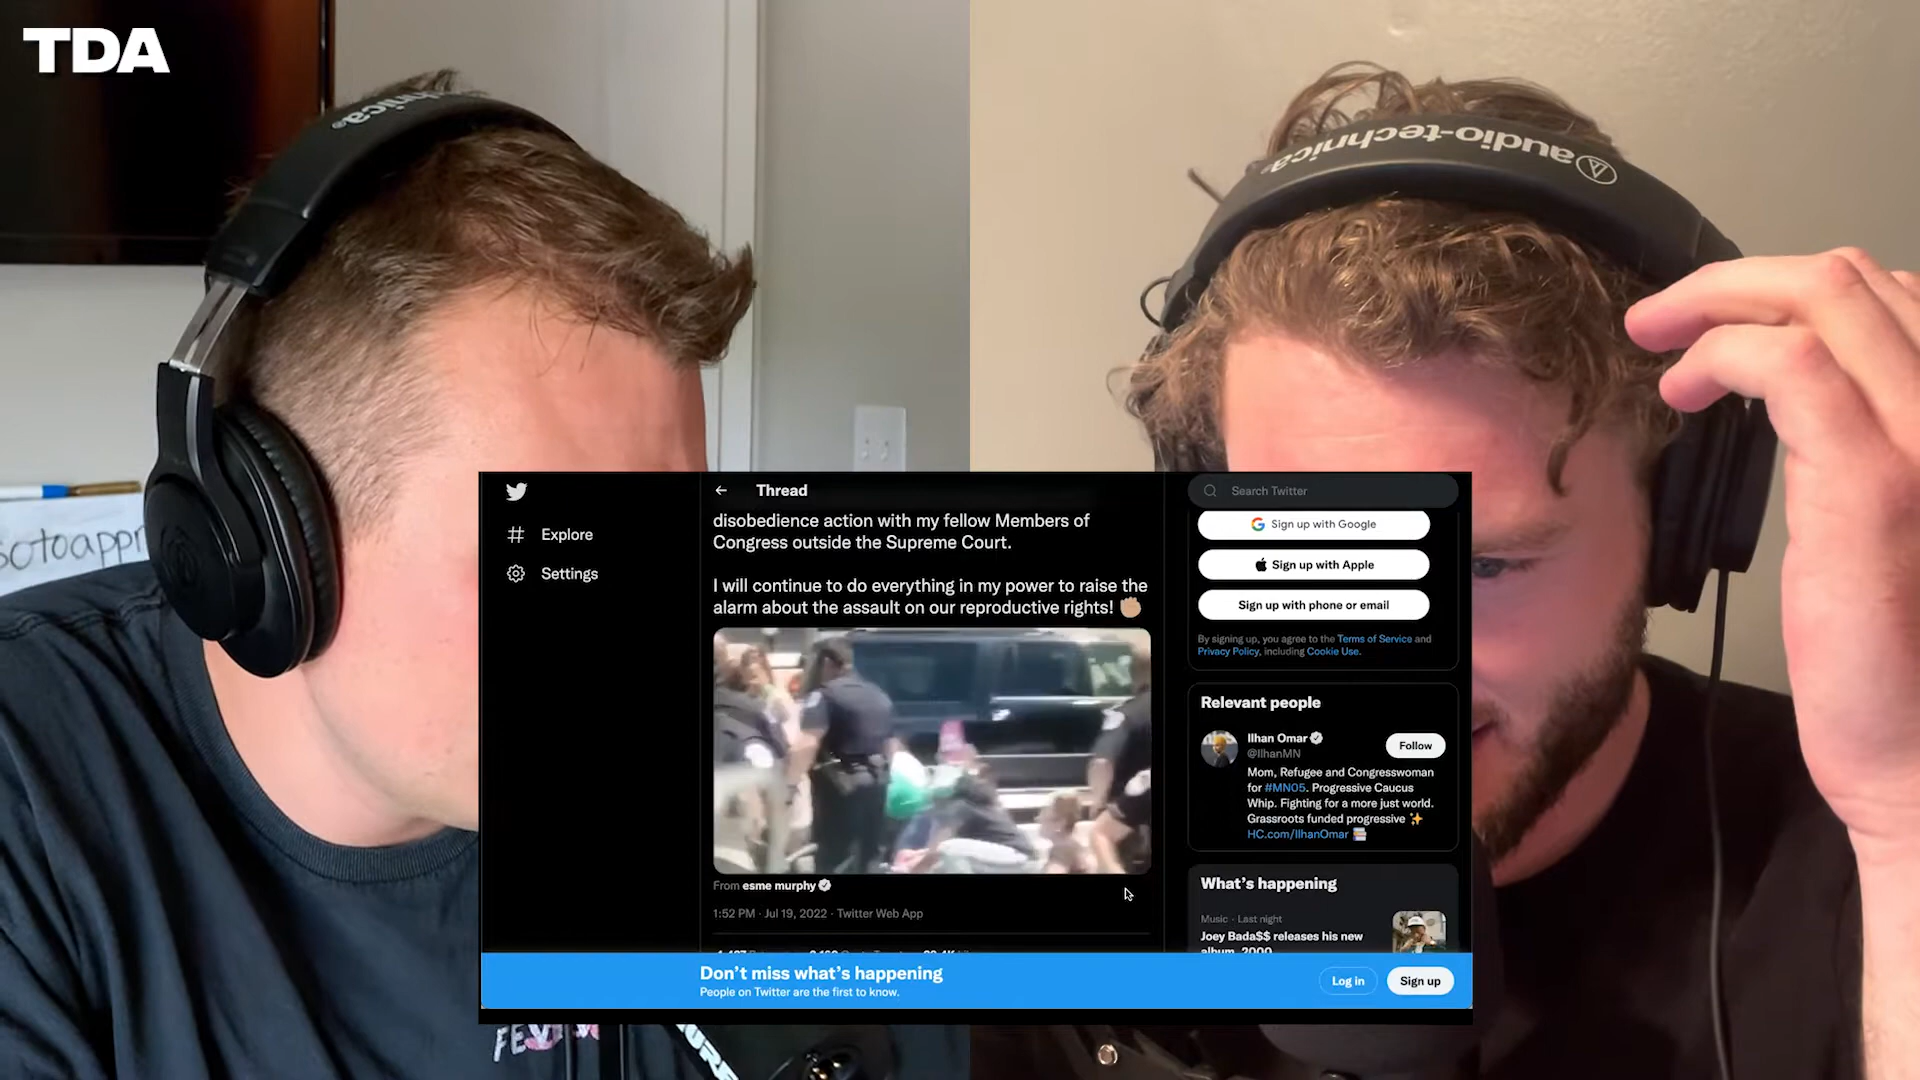 TDA
hnica®
audio-technica
sotoappr
Thread
Search Twitter
Explore
Settings
disobedience action with my fellow Members of
Congress outside the Supreme Court.
I will continue to do everything in my power to raise the
alarm about the assault on our reproductive rights! ✊🏼
From esme murphy
1:52 PM · Jul 19, 2022 · Twitter Web App
Sign up with Google
Sign up with Apple
Sign up with phone or email
By signing up, you agree to the Terms of Service and
Privacy Policy, including Cookie Use.
Relevant people
Ilhan Omar
@IlhanMN
Follow
Mom, Refugee and Congresswoman
for #MN05. Progressive Caucus
Whip. Fighting for a more just world.
Grassroots funded progressive ✨
HC.com/IlhanOmar 📚
What's happening
Music · Last night
Joey Bada$$ releases his new
album, 2000
Don't miss what's happening
People on Twitter are the first to know.
Log in
Sign up